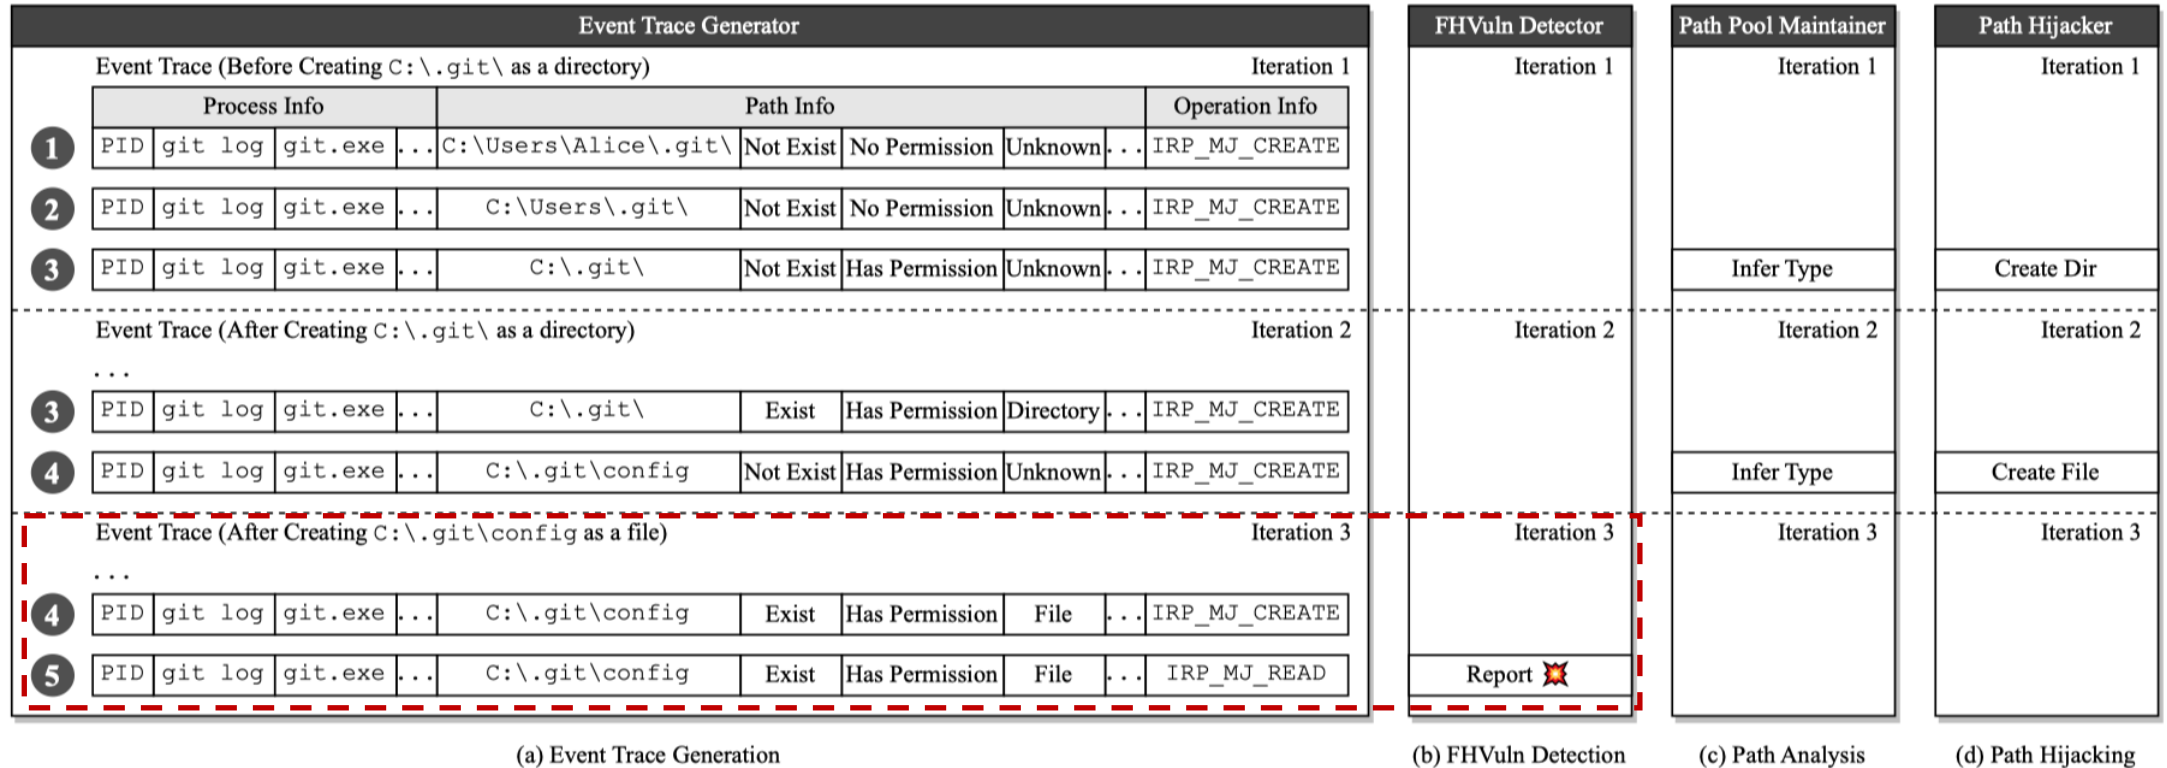 Event Trace Generator
FHVuln Detector
Path Pool Maintainer
Path Hijacker
Event Trace (Before Creating C:\.git\ as a directory) Iteration 1
Iteration 1
Iteration 1
Iteration 1
Process Info Path Info Operation Info
1 PID git log git.exe ... C:\Users\Alice\.git\ Not Exist No Permission Unknown ... IRP_MJ_CREATE
2 PID git log git.exe ... C:\Users\.git\ Not Exist No Permission Unknown ... IRP_MJ_CREATE
3 PID git log git.exe ... C:\.git\ Not Exist Has Permission Unknown ... IRP_MJ_CREATE
Infer Type
Create Dir
Event Trace (After Creating C:\.git\ as a directory) Iteration 2
Iteration 2
Iteration 2
Iteration 2
...
3 PID git log git.exe ... C:\.git\ Exist Has Permission Directory ... IRP_MJ_CREATE
4 PID git log git.exe ... C:\.git\config Not Exist Has Permission Unknown ... IRP_MJ_CREATE
Infer Type
Create File
Event Trace (After Creating C:\.git\config as a file) Iteration 3
Iteration 3
Iteration 3
Iteration 3
...
4 PID git log git.exe ... C:\.git\config Exist Has Permission File ... IRP_MJ_CREATE
5 PID git log git.exe ... C:\.git\config Exist Has Permission File ... IRP_MJ_READ
Report
(a) Event Trace Generation
(b) FHVuln Detection
(c) Path Analysis
(d) Path Hijacking